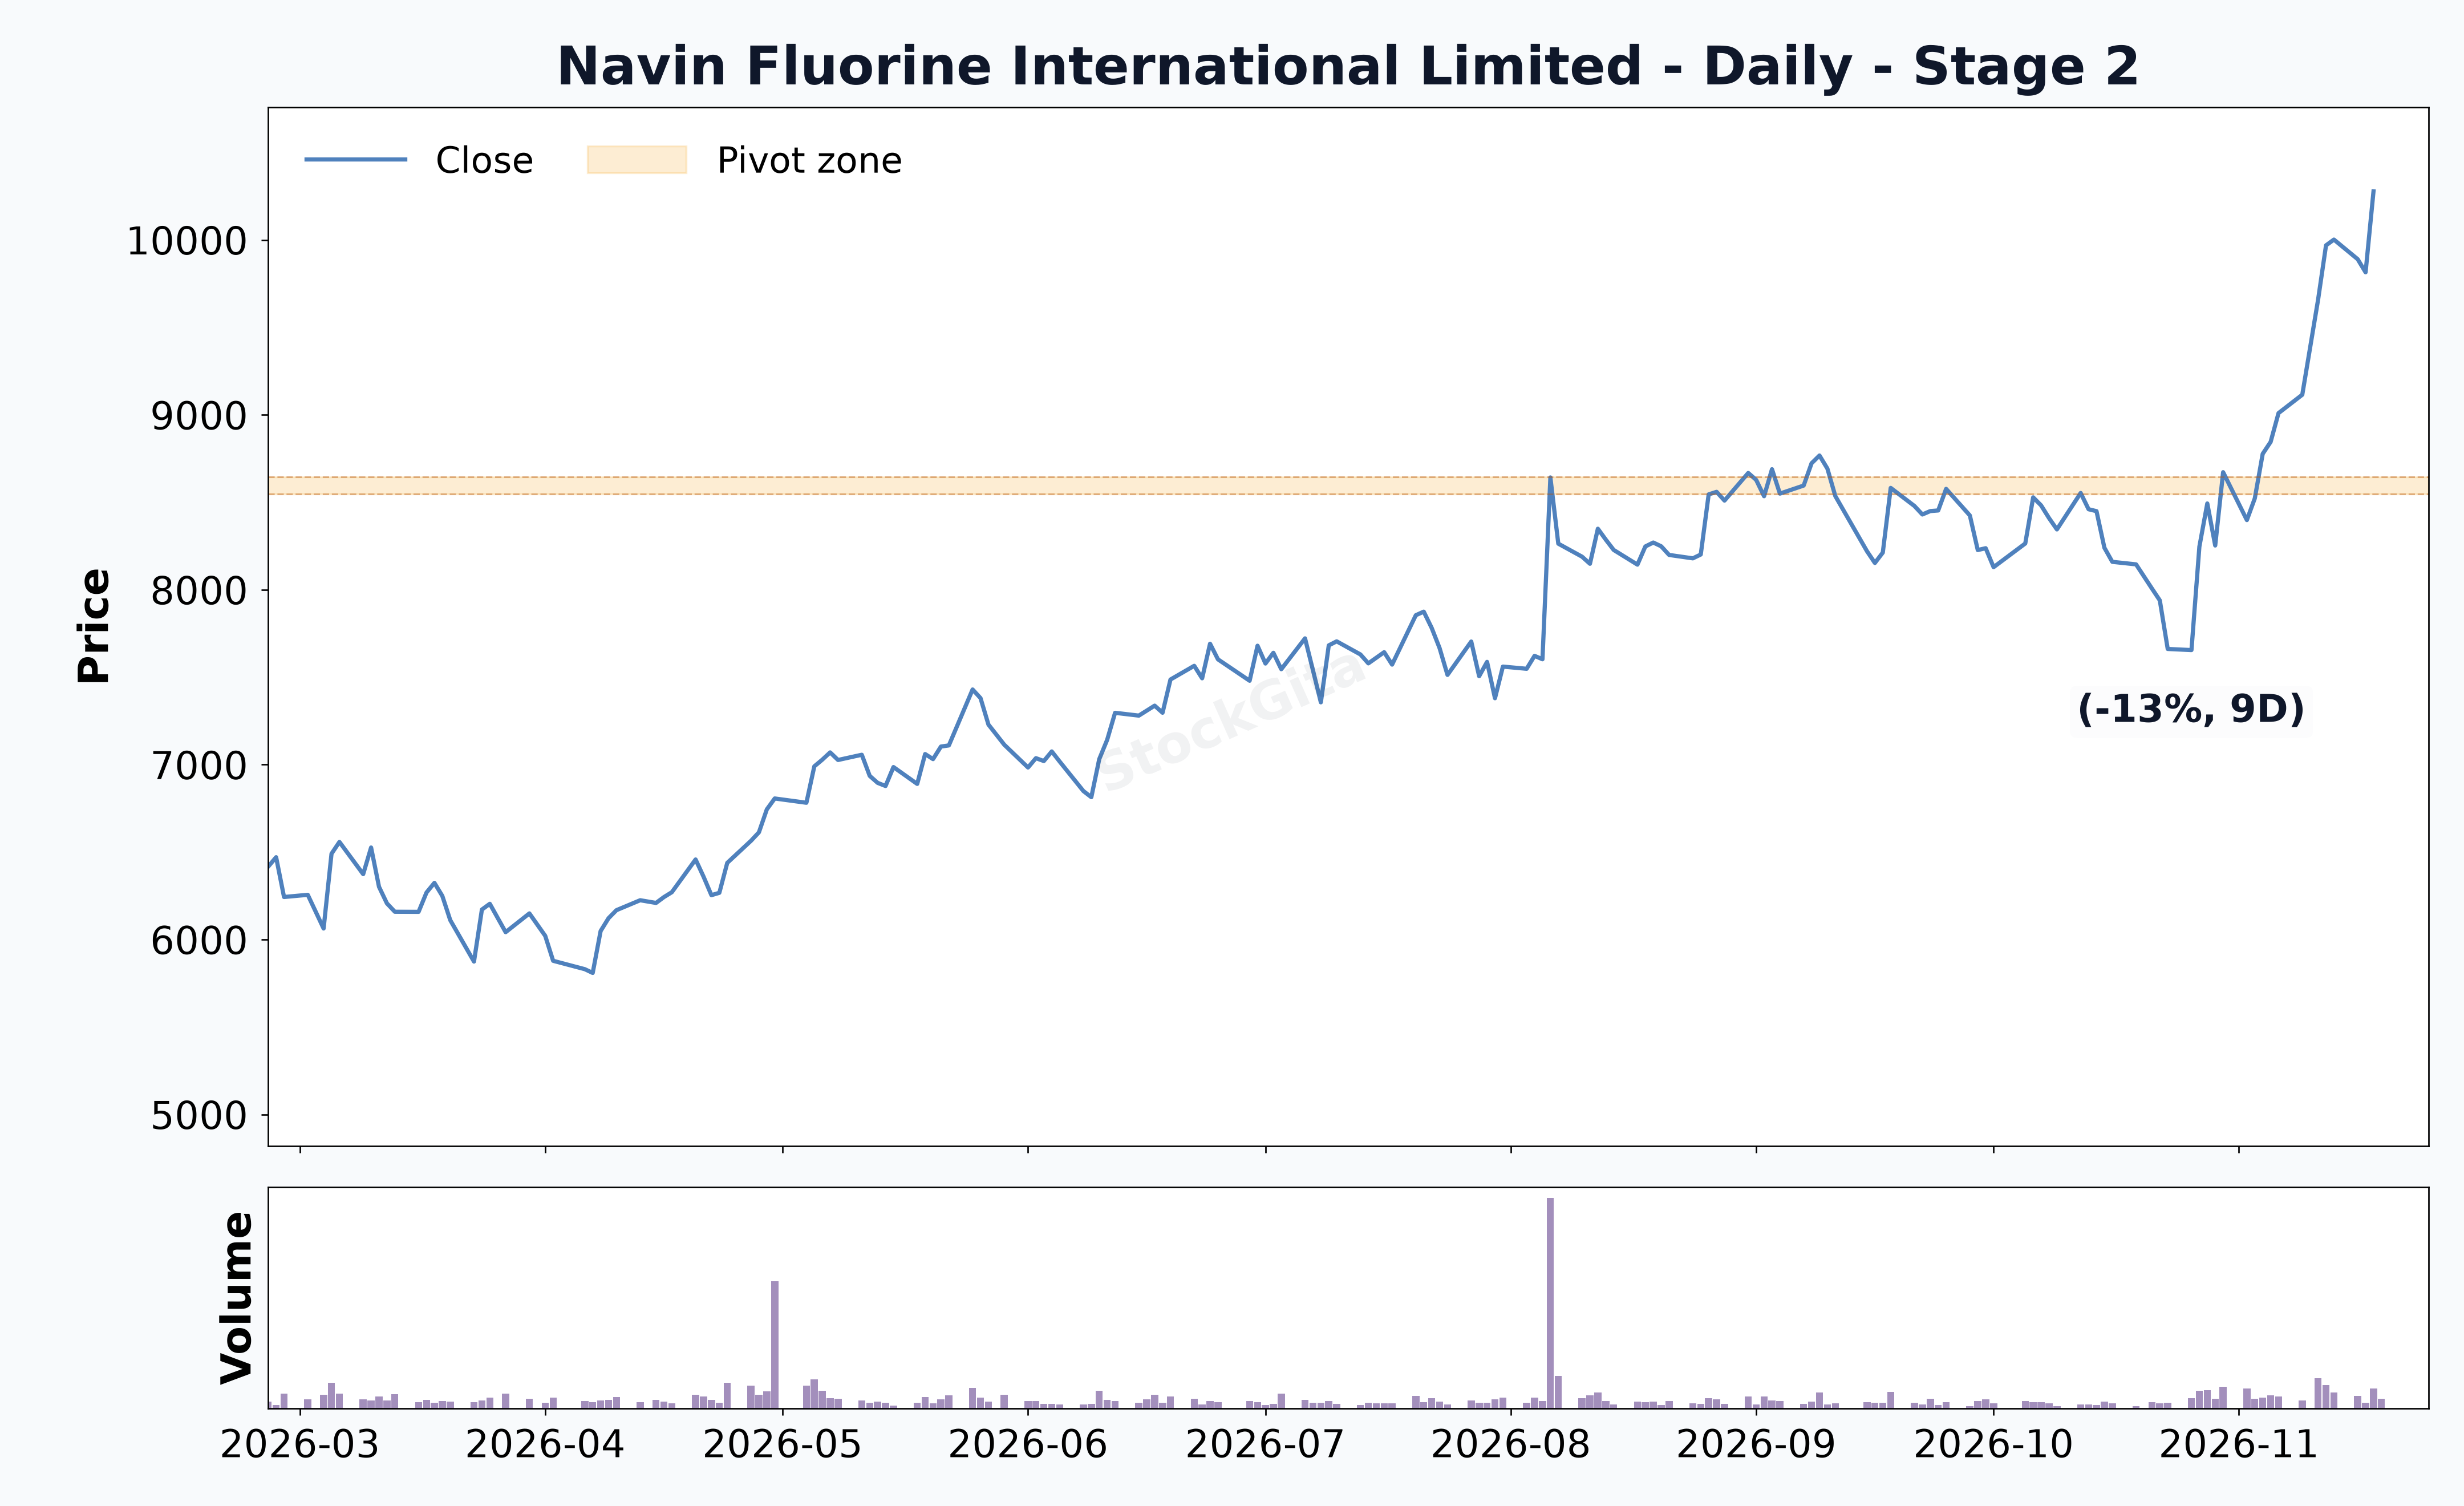 Navin Fluorine International Limited - Daily - Stage 2
Close
Pivot zone
Price
10000
9000
8000
7000
6000
5000
StockGita
(-13%, 9D)
Volume
2026-03
2026-04
2026-05
2026-06
2026-07
2026-08
2026-09
2026-10
2026-11